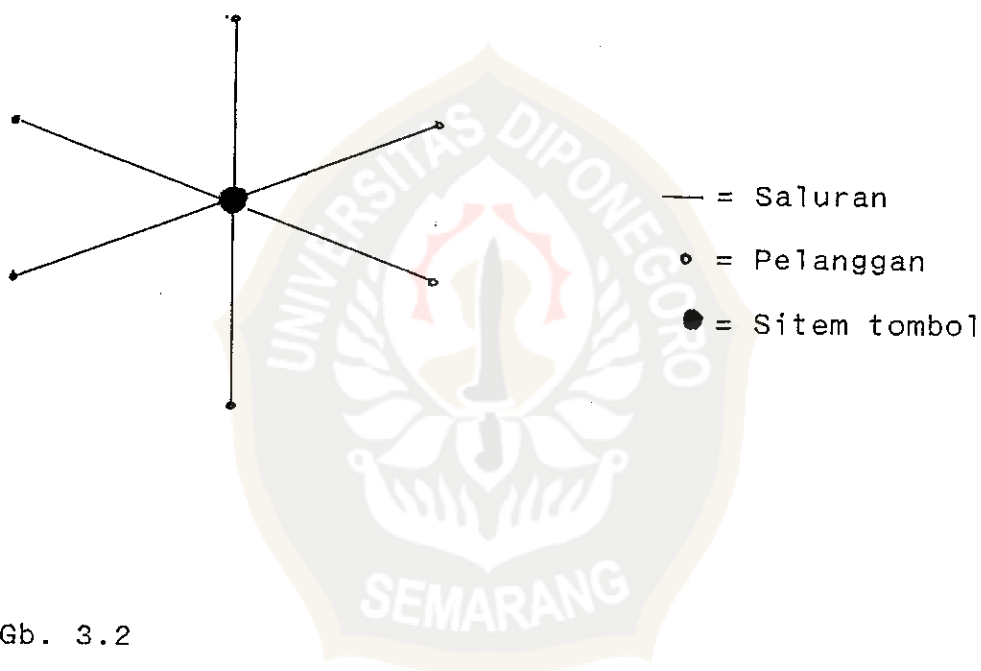 — = Saluran
= Pelanggan
= Sitem tombol
UNIVERSITAS DIPONEGORO
SEMARANG
Gb. 3.2